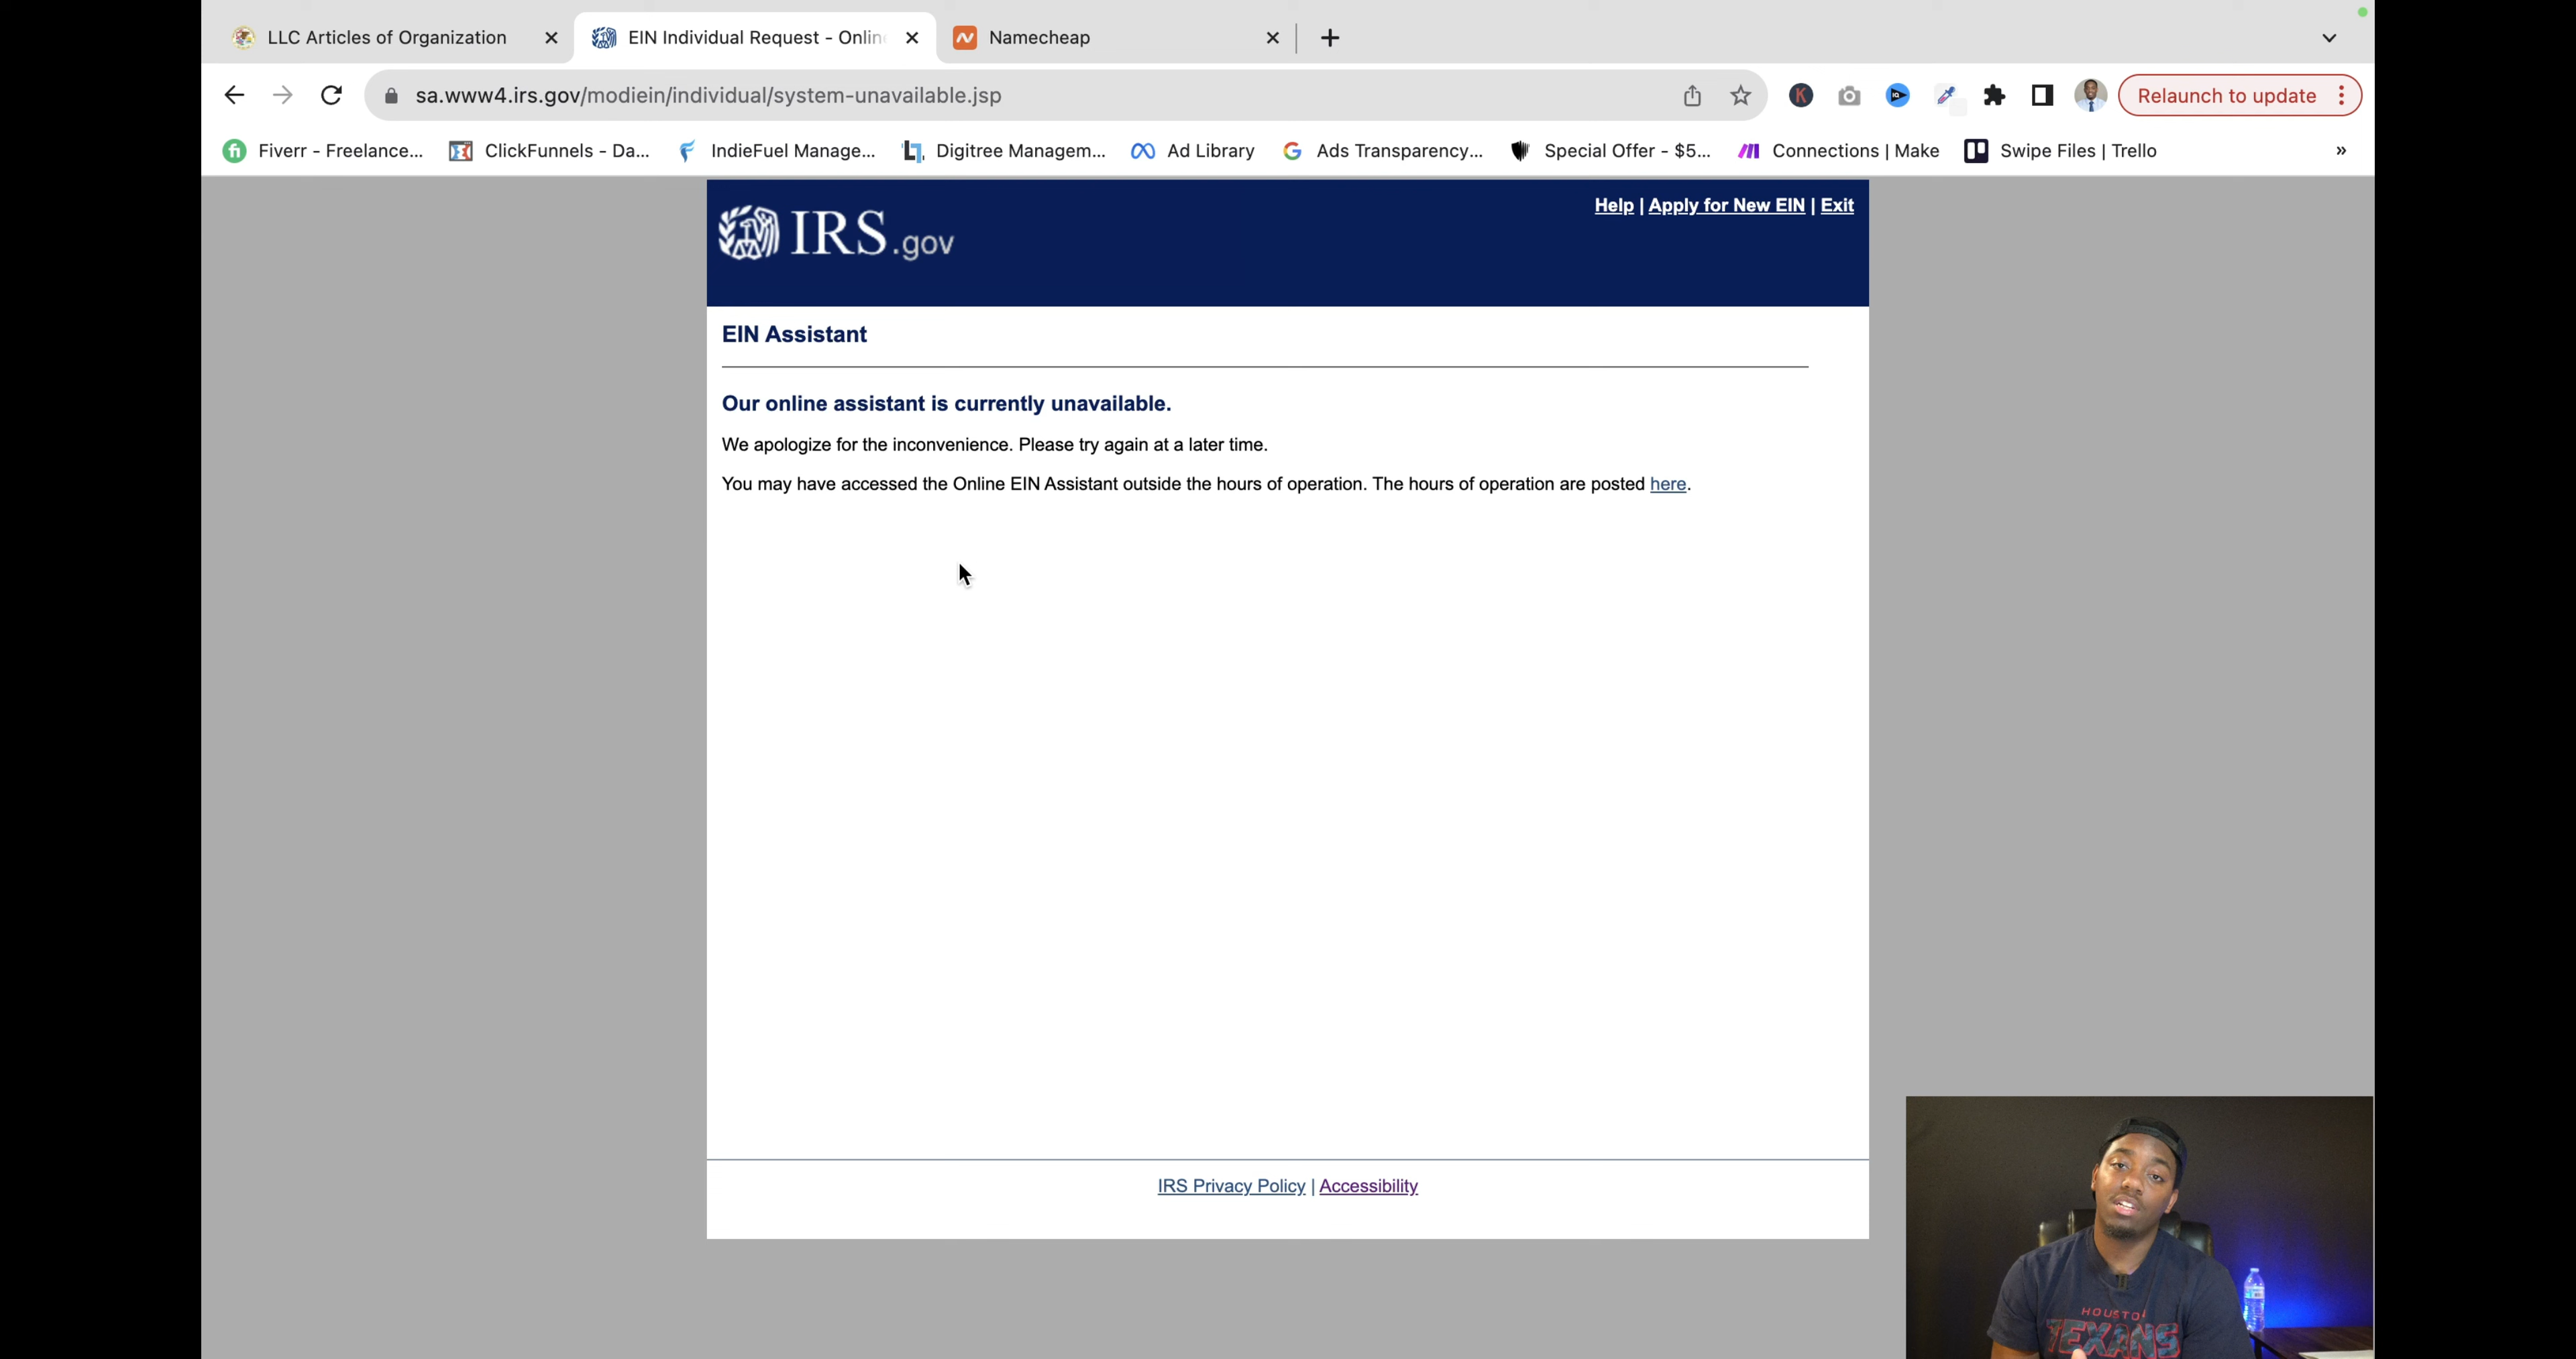 LLC Articles of Organization
EIN Individual Request - Onlin
Namecheap
sa.www4.irs.gov/modiein/individual/system-unavailable.jsp
K
Relaunch to update
fi Fiverr - Freelance...
ClickFunnels - Da...
IndieFuel Manage...
Digitree Managem...
Ad Library
G Ads Transparency...
Special Offer - $5...
Connections | Make
Swipe Files | Trello
»
IRS.gov
Help | Apply for New EIN | Exit
EIN Assistant
Our online assistant is currently unavailable.
We apologize for the inconvenience. Please try again at a later time.
You may have accessed the Online EIN Assistant outside the hours of operation. The hours of operation are posted here.
IRS Privacy Policy | Accessibility
HOUSTON
TEXANS